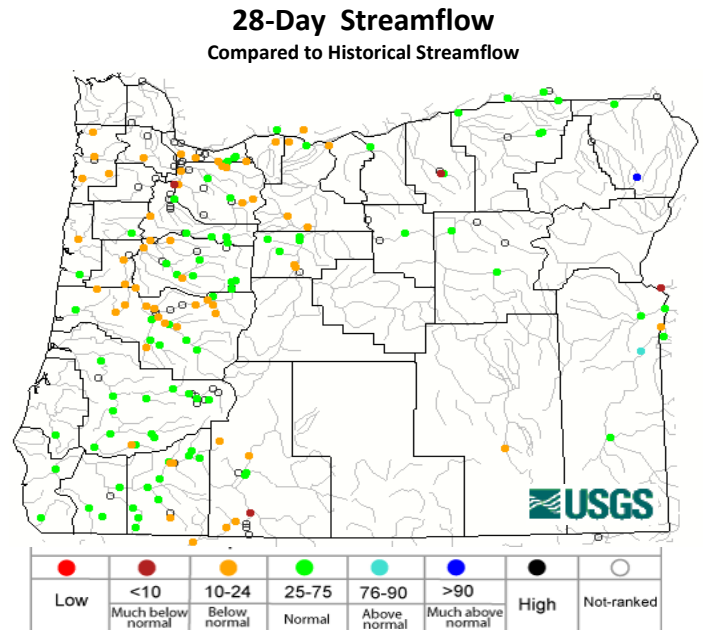 28-Day Streamflow
Compared to Historical Streamflow
USGS
<10 10-24 25-75 76-90 >90
Low Much below normal Below normal Normal Above normal Much above normal High Not-ranked